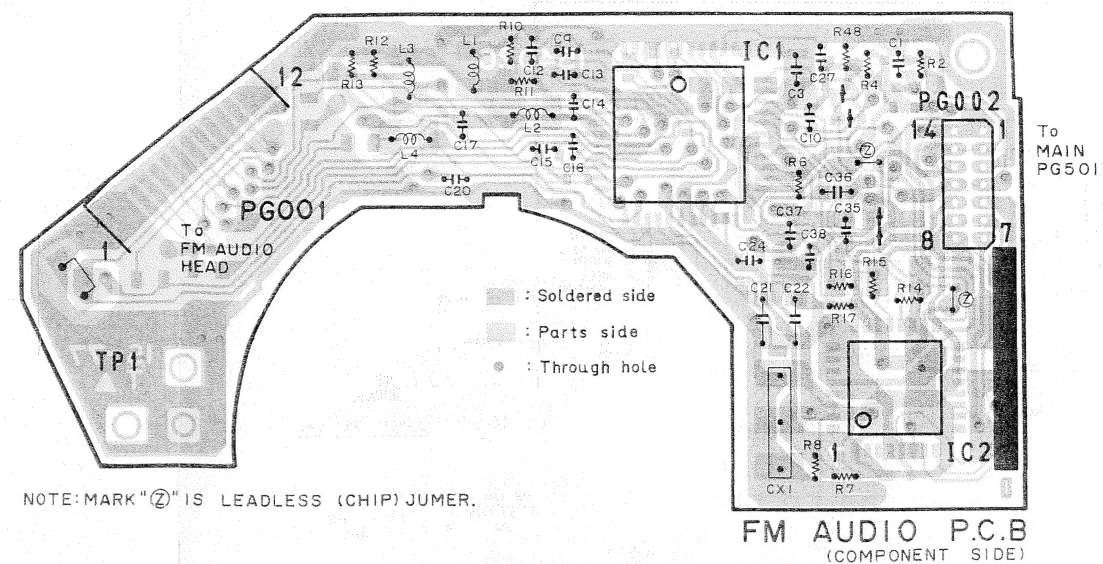 R10
R12
L3
L1
C9
IC1
R48
C1
12
R13
C12
C13
R11
C3
C27
R4
R2
C14
PG002
L2
C17
C10
14
1
To
MAIN
PG501
L4
C15
C16
Z
C20
R6
C36
PG001
C37
C35
To
FM AUDIO
HEAD
1
C24
C38
8
7
R15
R16
C21
C22
R14
Z
: Soldered side
R17
: Parts side
TP1
: Through hole
IC2
R8
CX1
R7
NOTE: MARK "Ⓩ" IS LEADLESS (CHIP) JUMER.
FM AUDIO P.C.B
(COMPONENT SIDE)